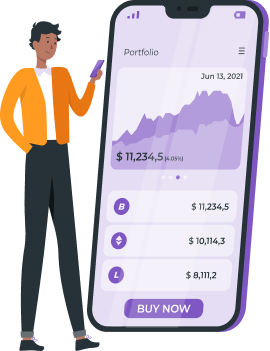 Portfolio
Jun 13, 2021
$ 11,234,5 (4.05%)
B $ 11,234,5
$ 10,114,3
L $ 8,111,2
BUY NOW